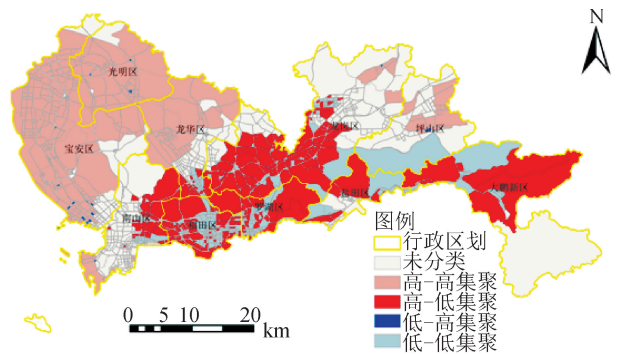 N
光明区
龙华区
宝安区
龙岗区
坪山区
南山区
福田区
罗湖区
盐田区
大鹏新区
图例
行政区划
未分类
高-高集聚
高-低集聚
低-高集聚
低-低集聚
0 5 10 20
km